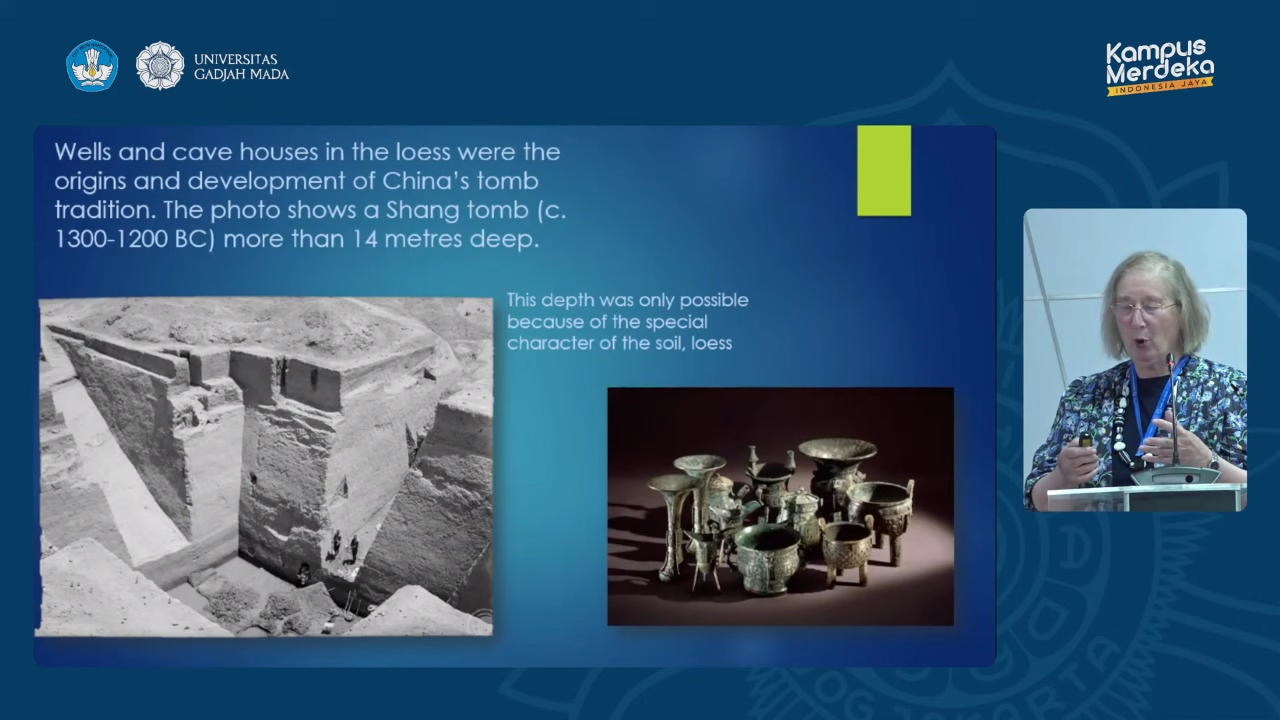 UNIVERSITAS
GADJAH MADA
Kampus
Merdeka
INDONESIA JAYA
Wells and cave houses in the loess were the
origins and development of China's tomb
tradition. The photo shows a Shang tomb (c.
1300-1200 BC) more than 14 metres deep.
This depth was only possible
because of the special
character of the soil, loess